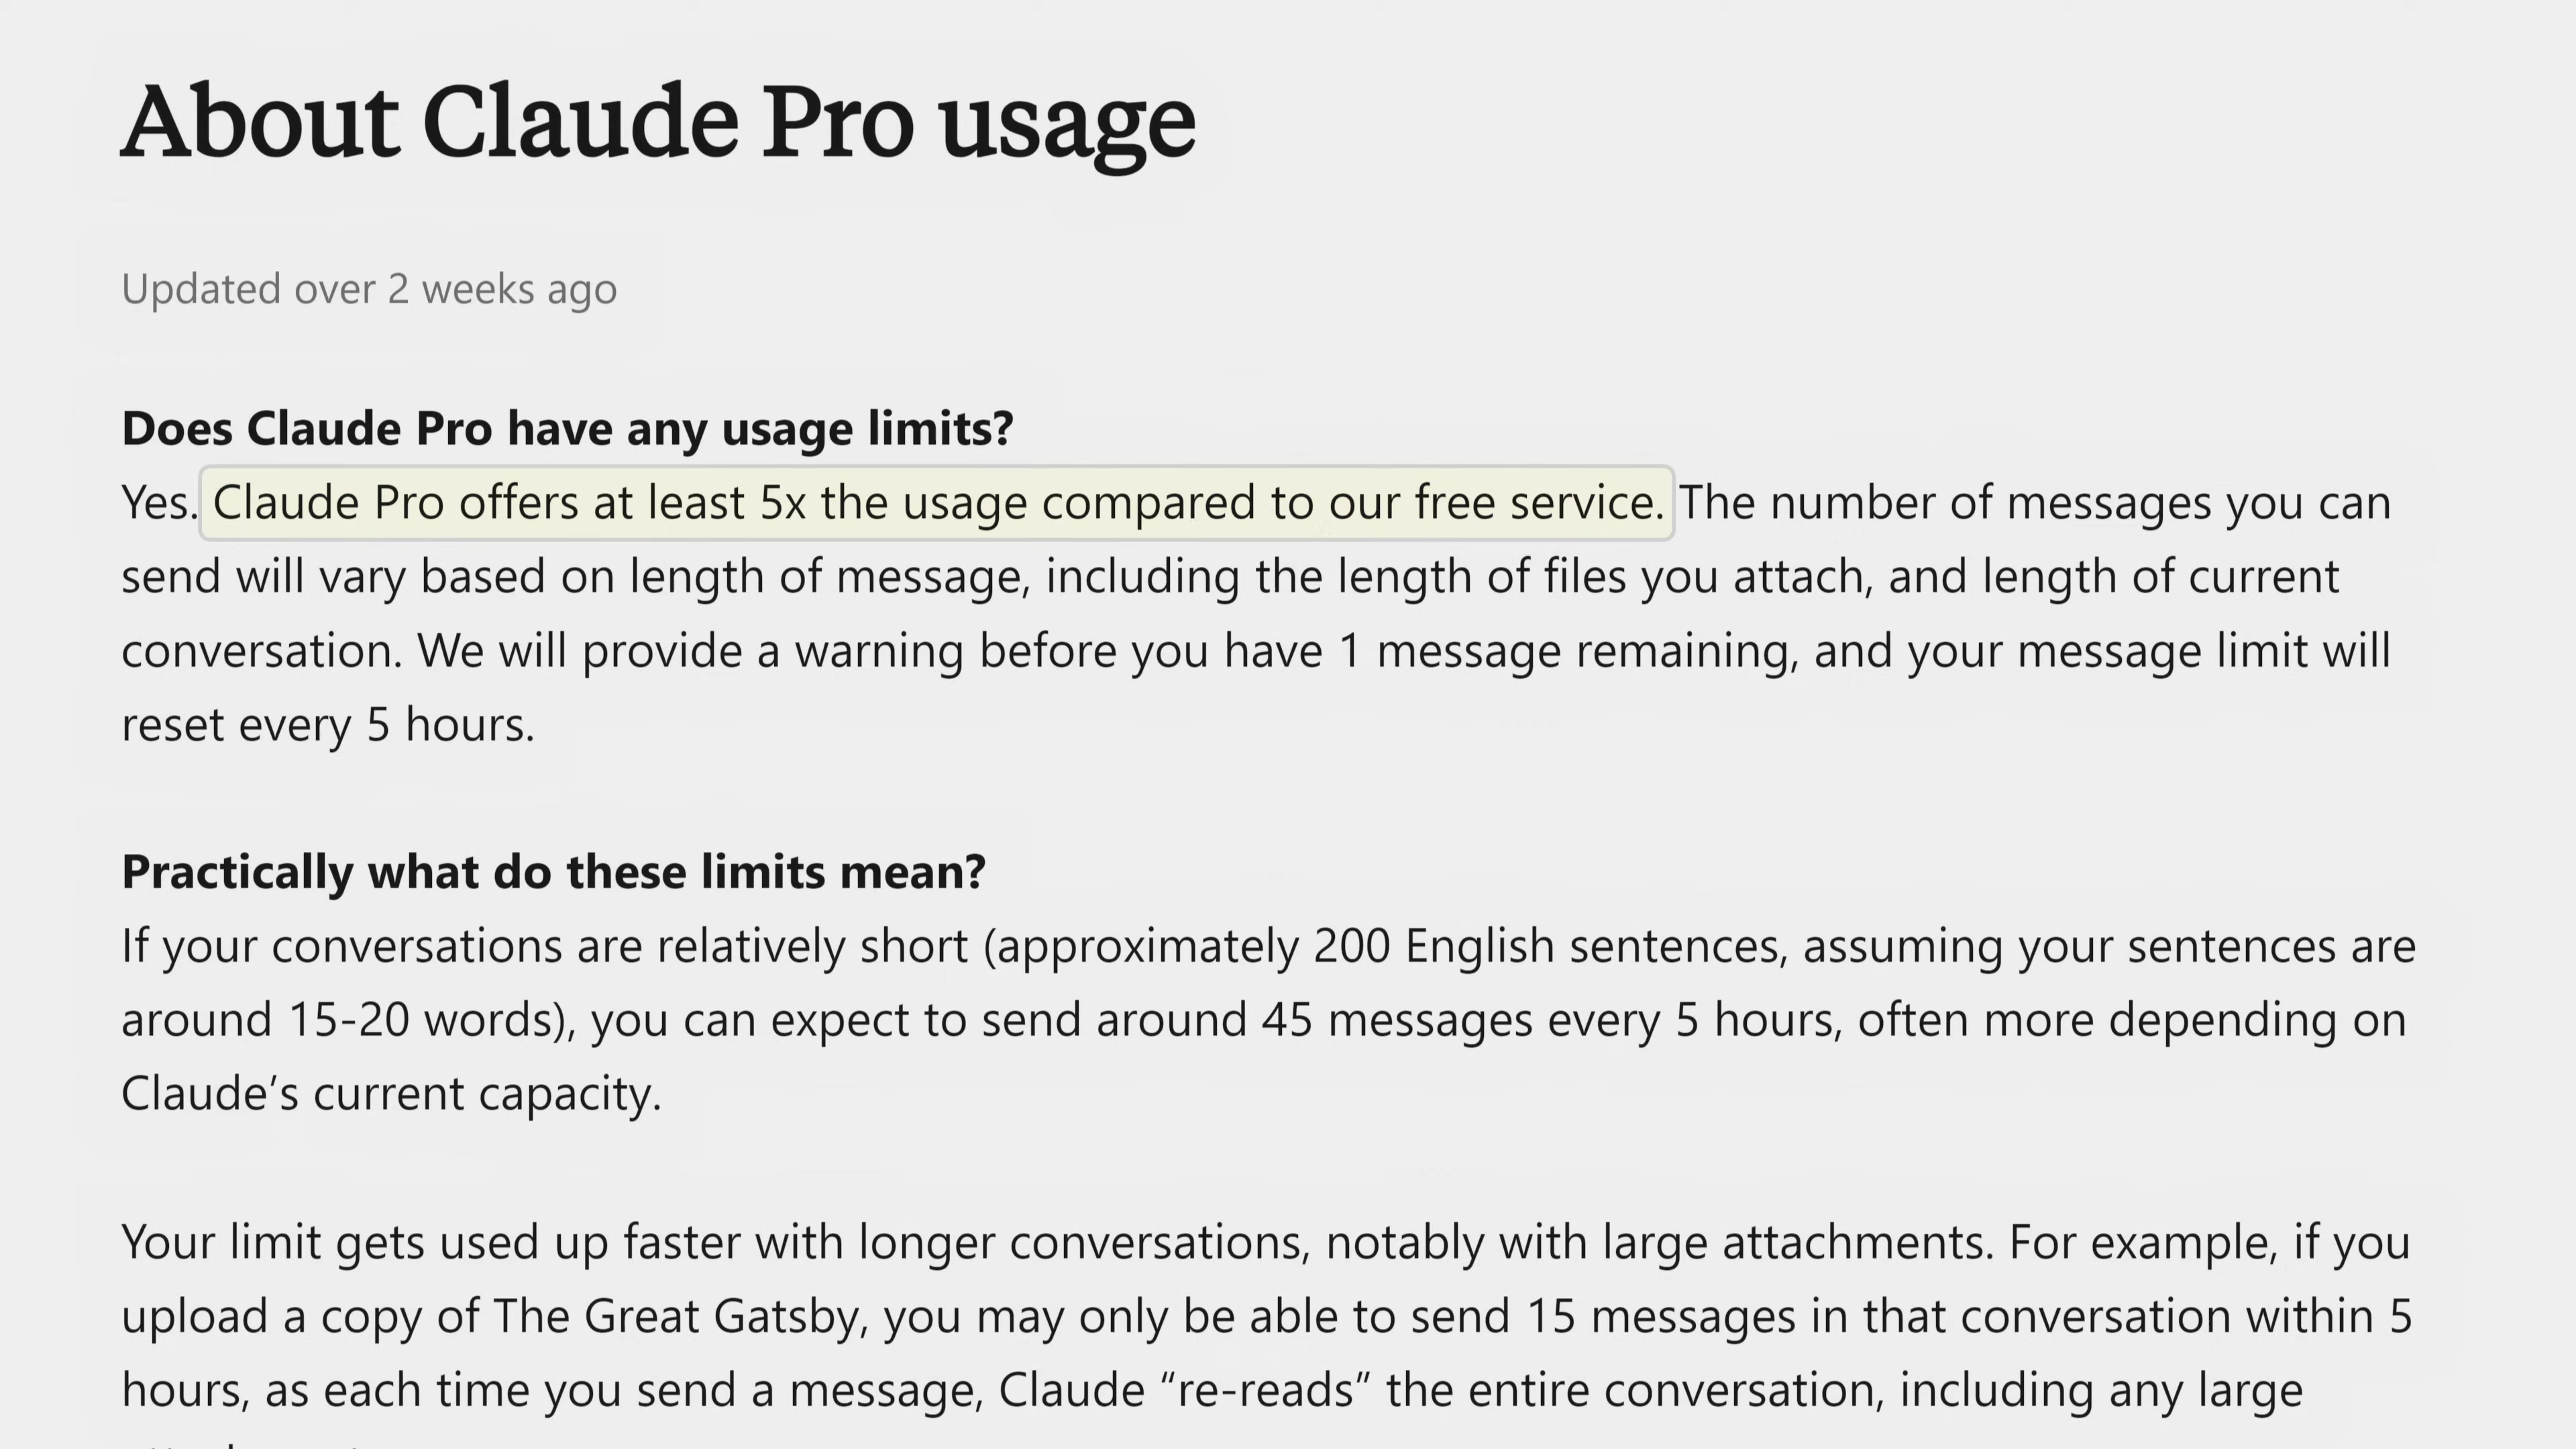 About Claude Pro usage
Updated over 2 weeks ago
Does Claude Pro have any usage limits?
Yes. Claude Pro offers at least 5x the usage compared to our free service. The number of messages you can
send will vary based on length of message, including the length of files you attach, and length of current
conversation. We will provide a warning before you have 1 message remaining, and your message limit will
reset every 5 hours.
Practically what do these limits mean?
If your conversations are relatively short (approximately 200 English sentences, assuming your sentences are
around 15-20 words), you can expect to send around 45 messages every 5 hours, often more depending on
Claude’s current capacity.
Your limit gets used up faster with longer conversations, notably with large attachments. For example, if you
upload a copy of The Great Gatsby, you may only be able to send 15 messages in that conversation within 5
hours, as each time you send a message, Claude “re-reads” the entire conversation, including any large